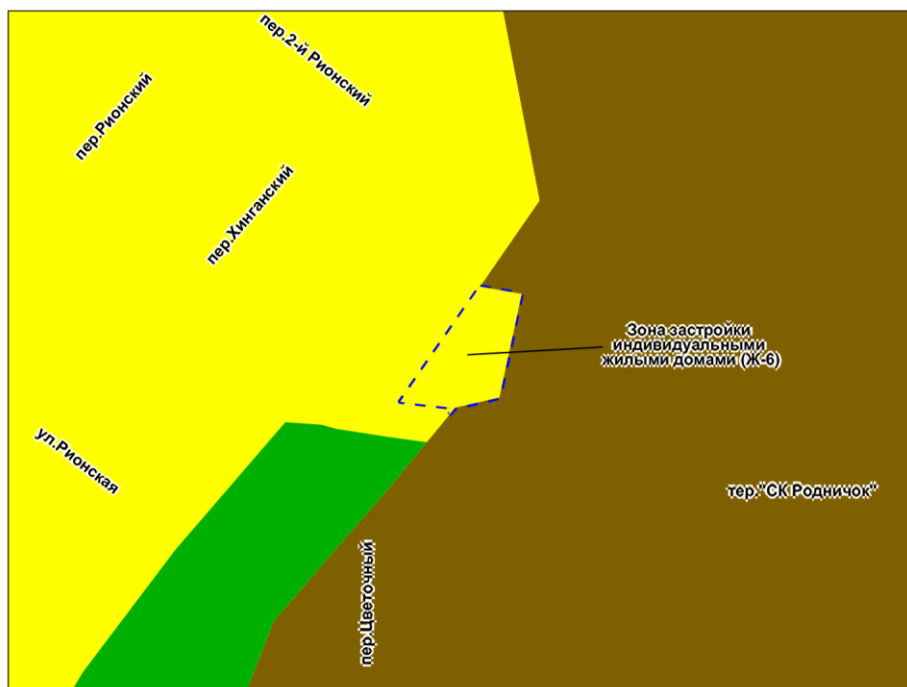 пер.2-й Рионский
пер.Рионский
пер.Хинганский
Зона застройки
индивидуальными
жилыми домами (Ж-6)
ул.Рионская
тер."СК Родничок"
пер.Цветочный